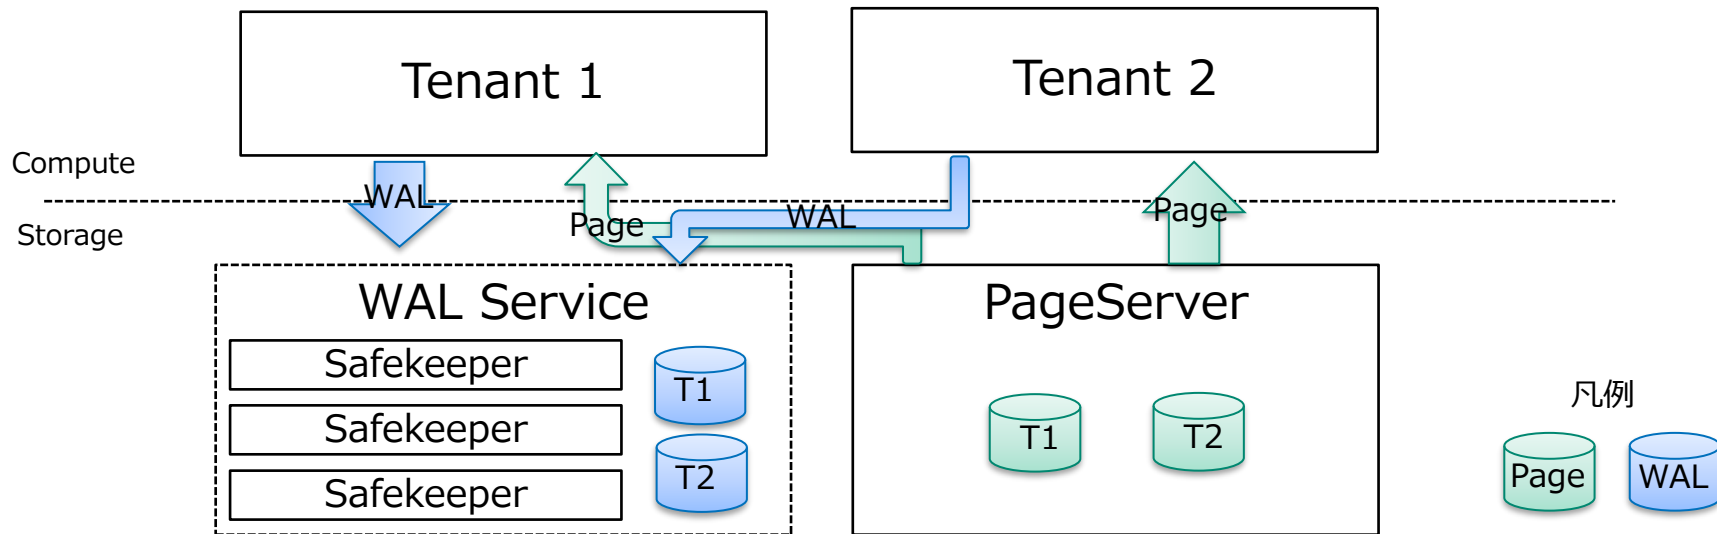 Tenant 1
Tenant 2
Compute
WAL
Page
WAL
Page
Storage
WAL Service
PageServer
Safekeeper
Safekeeper
Safekeeper
T1
T2
T1
T2
凡例
Page
WAL